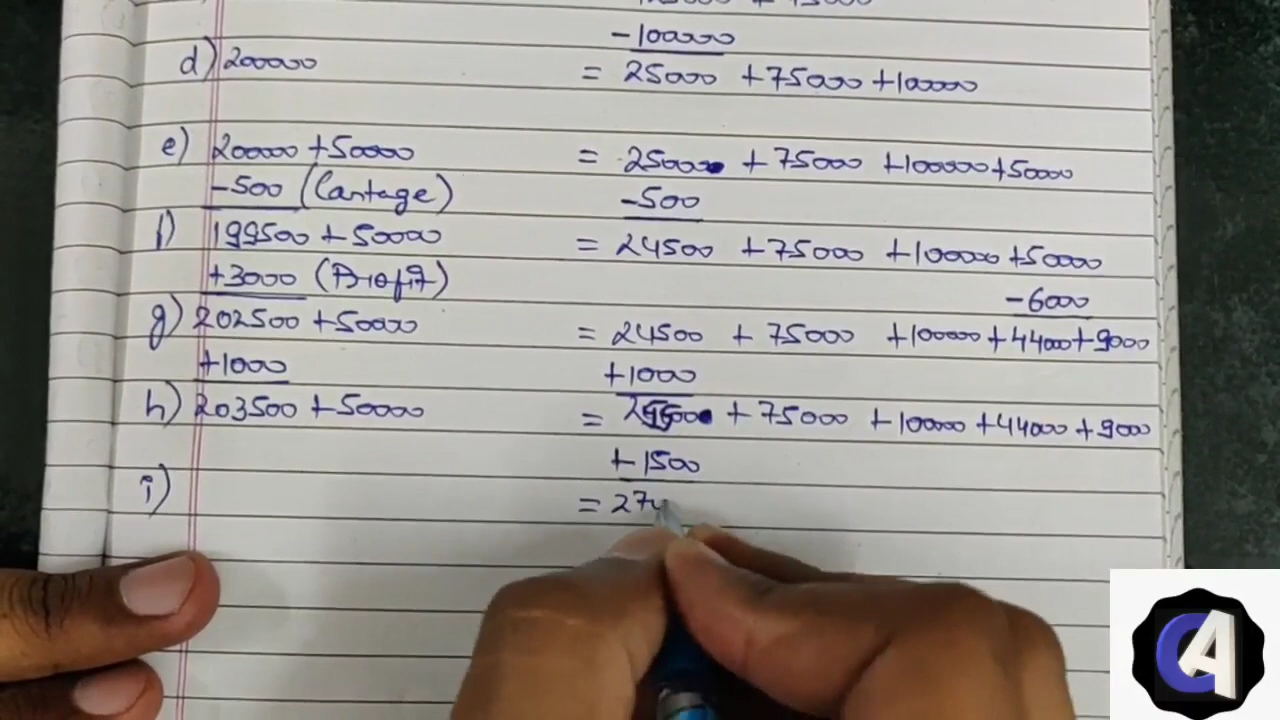 -100000
d) 200000 = 25000 +75000 +100000
e) 200000 +50000 = 25000 +75000 +100000+50000
-500 (Cartage) -500
f) 199500 +50000 = 24500 +75000 +100000 +50000
+3000 (Profit) -6000
g) 202500 +50000 = 24500 + 75000 +100000 +44000+9000
+1000 +1000
h) 203500 +50000 = 25500 + 75000 +100000 +44000 +9000
+1500
i) = 27
CA